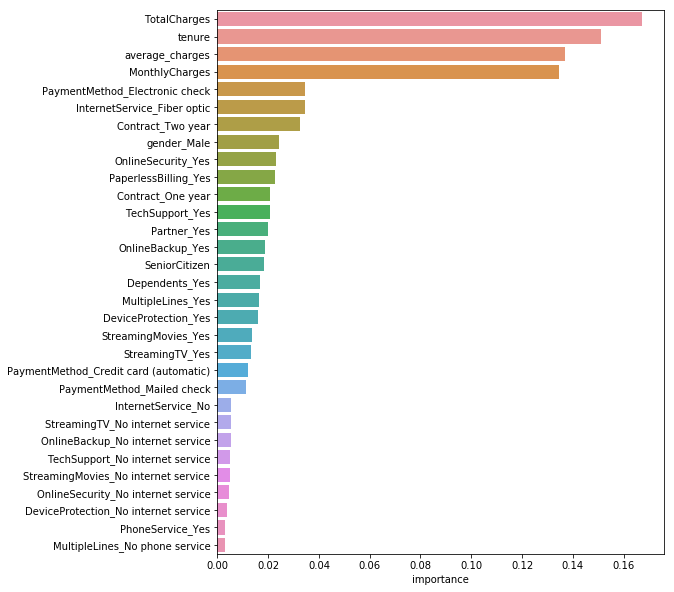 TotalCharges
tenure
average_charges
MonthlyCharges
PaymentMethod_Electronic check
InternetService_Fiber optic
Contract_Two year
gender_Male
OnlineSecurity_Yes
PaperlessBilling_Yes
Contract_One year
TechSupport_Yes
Partner_Yes
OnlineBackup_Yes
SeniorCitizen
Dependents_Yes
MultipleLines_Yes
DeviceProtection_Yes
StreamingMovies_Yes
StreamingTV_Yes
PaymentMethod_Credit card (automatic)
PaymentMethod_Mailed check
InternetService_No
StreamingTV_No internet service
OnlineBackup_No internet service
TechSupport_No internet service
StreamingMovies_No internet service
OnlineSecurity_No internet service
DeviceProtection_No internet service
PhoneService_Yes
MultipleLines_No phone service
0.00 0.02 0.04 0.06 0.08 0.10 0.12 0.14 0.16
importance